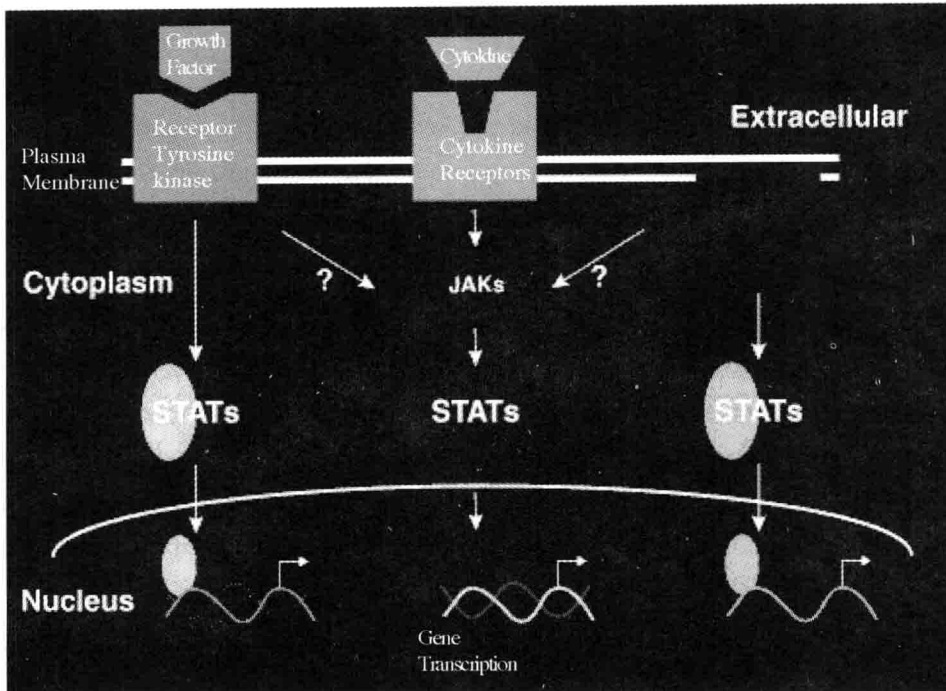 Growth
Factor
Cytokine
Receptor
Tyrosine
kinase
Cytokine
Receptors
Extracellular
Plasma
Membrane
Cytoplasm
?
JAKs
?
STATs
STATs
STATs
Nucleus
Gene
Transcription